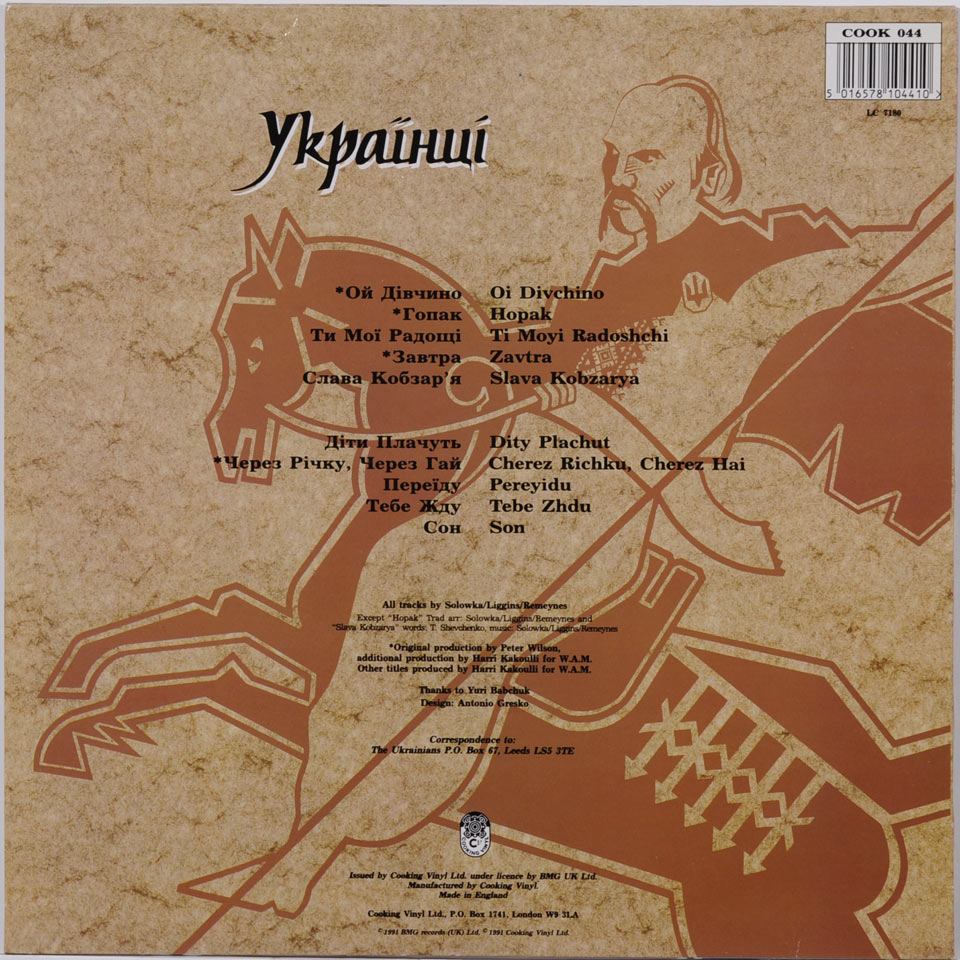 COOK 044
5 016578 104410 >
LC 7180
Українці
*Ой Дівчино Oi Divchino
*Гопак Hopak
Ти Мої Радощі Ti Moyi Radoshchi
*Завтра Zavtra
Слава Кобзар'я Slava Kobzarya
Діти Плачуть Dity Plachut
*Через Річку, Через Гай Cherez Richku, Cherez Hai
Переїду Pereyidu
Тебе Жду Tebe Zhdu
Сон Son
All tracks by Solowka/Liggins/Remeynes
Except "Hopak" Trad arr: Solowka/Liggins/Remeynes and
"Slava Kobzarya" words: T. Shevchenko, music: Solowka/Liggins/Remeynes
*Original production by Peter Wilson,
additional production by Harri Kakoulli for W.A.M.
Other titles produced by Harri Kakoulli for W.A.M.
Thanks to Yuri Babchuk
Design: Antonio Gresko
Correspondence to:
The Ukrainians P.O. Box 67, Leeds LS5 3TE
COOKING VINYL
Issued by Cooking Vinyl Ltd. under licence by BMG UK Ltd.
Manufactured by Cooking Vinyl.
Made in England
Cooking Vinyl Ltd., P.O. Box 1741, London W9 3LA
©1991 BMG records (UK) Ltd. ©1991 Cooking Vinyl Ltd.